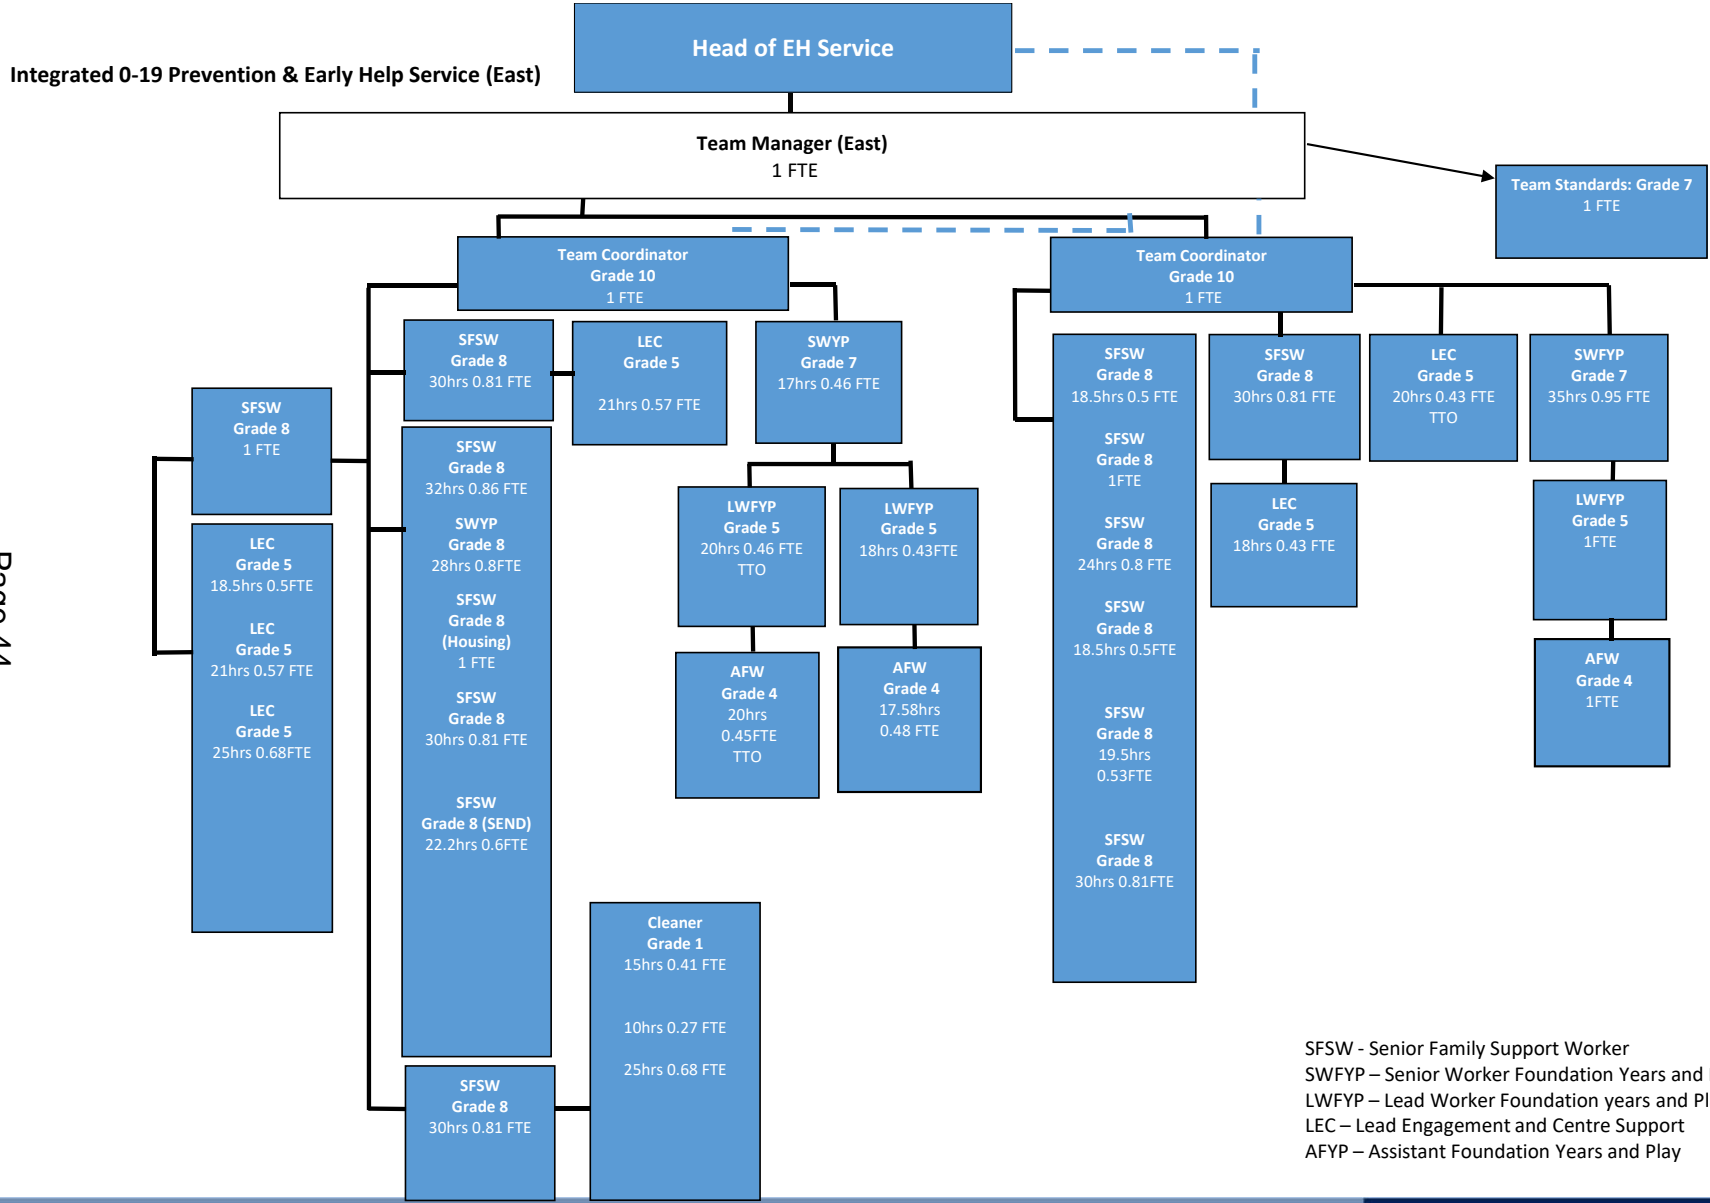 Head of EH Service
Integrated 0-19 Prevention & Early Help Service (East)
Team Manager (East)
1 FTE
Team Standards: Grade 7
1 FTE
Team Coordinator
Grade 10
1 FTE
Team Coordinator
Grade 10
1 FTE
SFSW
Grade 8
1 FTE
LEC
Grade 5
18.5hrs 0.5FTE
LEC
Grade 5
21hrs 0.57 FTE
LEC
Grade 5
25hrs 0.68FTE
SFSW
Grade 8
30hrs 0.81 FTE
LEC
Grade 5
21hrs 0.57 FTE
SFSW
Grade 8
32hrs 0.86 FTE
SWYP
Grade 8
28hrs 0.8FTE
SFSW
Grade 8
(Housing)
1 FTE
SFSW
Grade 8
30hrs 0.81 FTE
SFSW
Grade 8 (SEND)
22.2hrs 0.6FTE
SFSW
Grade 8
30hrs 0.81 FTE
Cleaner
Grade 1
15hrs 0.41 FTE
10hrs 0.27 FTE
25hrs 0.68 FTE
SWYP
Grade 7
17hrs 0.46 FTE
LWFYP
Grade 5
20hrs 0.46 FTE
TTO
LWFYP
Grade 5
18hrs 0.43FTE
AFW
Grade 4
20hrs
0.45FTE
TTO
AFW
Grade 4
17.58hrs
0.48 FTE
SFSW
Grade 8
18.5hrs 0.5 FTE
SFSW
Grade 8
1FTE
SFSW
Grade 8
24hrs 0.8 FTE
SFSW
Grade 8
18.5hrs 0.5FTE
SFSW
Grade 8
19.5hrs
0.53FTE
SFSW
Grade 8
30hrs 0.81FTE
SFSW
Grade 8
30hrs 0.81 FTE
LEC
Grade 5
18hrs 0.43 FTE
LEC
Grade 5
20hrs 0.43 FTE
TTO
SWFYP
Grade 7
35hrs 0.95 FTE
LWFYP
Grade 5
1FTE
AFW
Grade 4
1FTE
SFSW - Senior Family Support Worker
SWFYP – Senior Worker Foundation Years and
LWFYP – Lead Worker Foundation years and Pl
LEC – Lead Engagement and Centre Support
AFYP – Assistant Foundation Years and Play